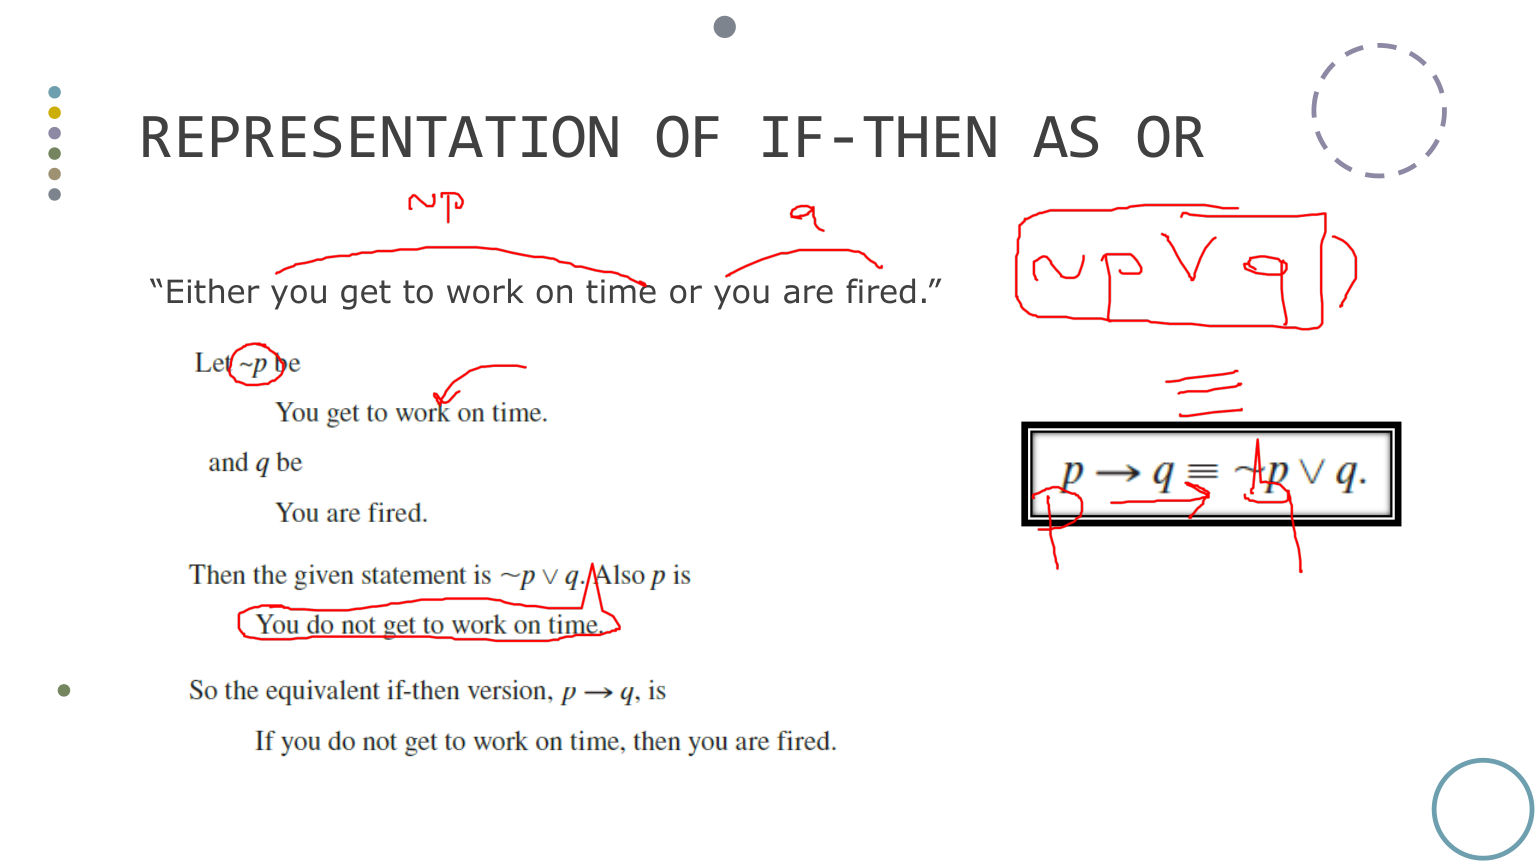 REPRESENTATION OF IF-THEN AS OR
~p q
~p ∨ q
“Either you get to work on time or you are fired.”
Let ~p be
You get to work on time.
≡
and q be
p → q ≡ ~p ∨ q.
You are fired.
Then the given statement is ~p ∨ q. Also p is
You do not get to work on time.
So the equivalent if-then version, p → q, is
If you do not get to work on time, then you are fired.